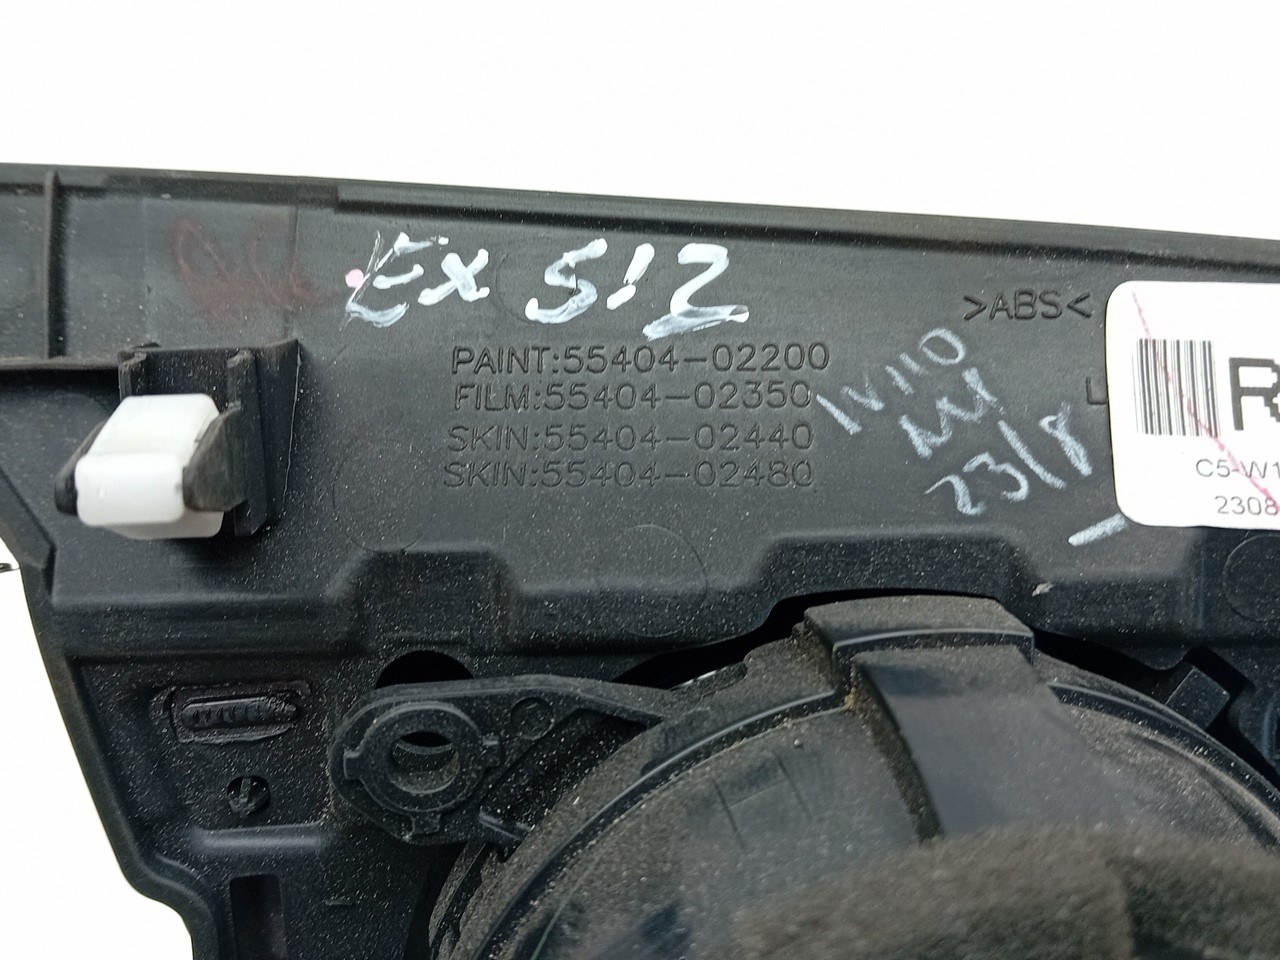 Ex 512
>ABS<
PAINT:55404-02200
FILM:55404-02350
SKIN:55404-02440
SKIN:55404-02480
23/8
R
C5-W1
2308